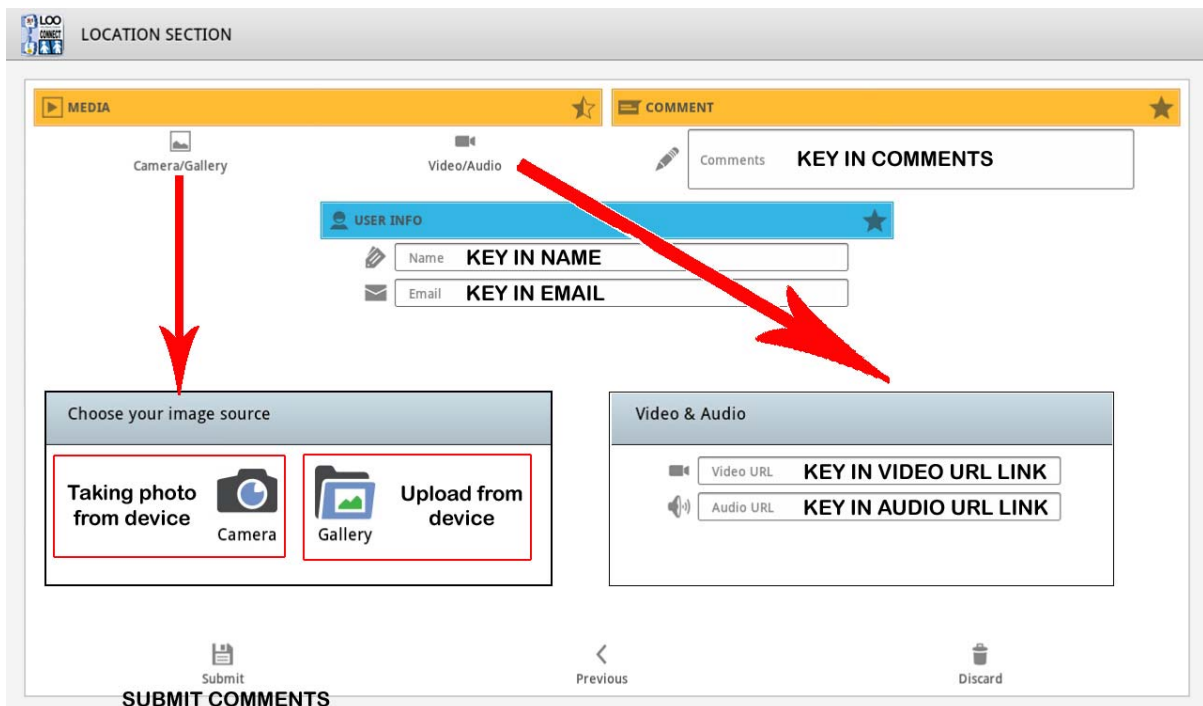 LOO
CONNECT
LOCATION SECTION
MEDIA
COMMENT
Camera/Gallery
Video/Audio
Comments KEY IN COMMENTS
USER INFO
Name KEY IN NAME
Email KEY IN EMAIL
Choose your image source
Taking photo
from device
Camera
Gallery
Upload from
device
Video & Audio
Video URL KEY IN VIDEO URL LINK
Audio URL KEY IN AUDIO URL LINK
Submit
SUBMIT COMMENTS
Previous
Discard